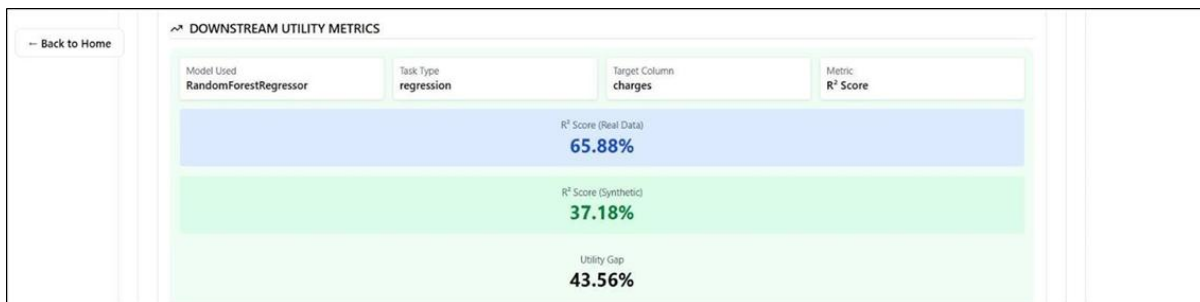 ← Back to Home
DOWNSTREAM UTILITY METRICS
Model Used
RandomForestRegressor
Task Type
regression
Target Column
charges
Metric
R² Score
R² Score (Real Data)
65.88%
R² Score (Synthetic)
37.18%
Utility Gap
43.56%